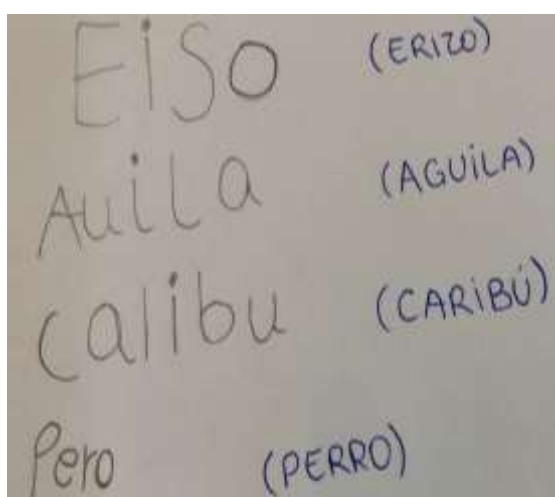 EiSo (ERIZO)
AuiLa (AGUiLA)
Calibu (CARiBÚ)
Pero (PERRO)